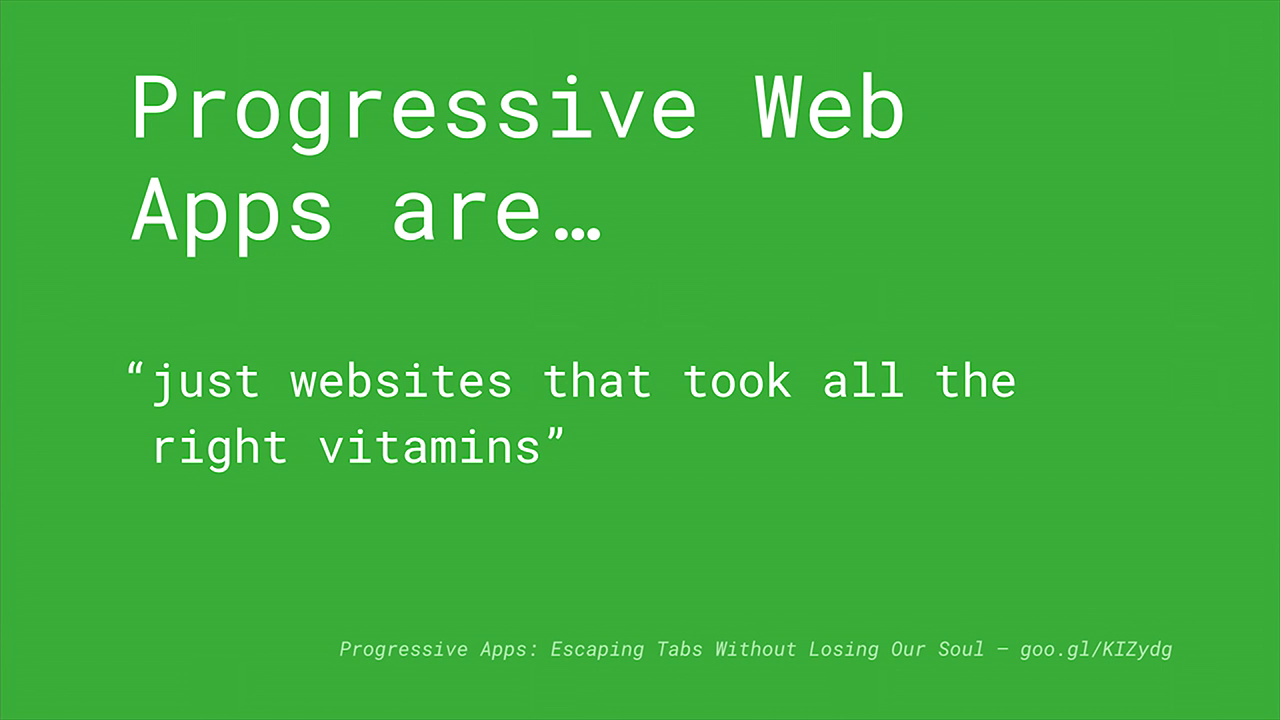 Progressive Web
Apps are…
“just websites that took all the
right vitamins”
Progressive Apps: Escaping Tabs Without Losing Our Soul – goo.gl/KIZydg